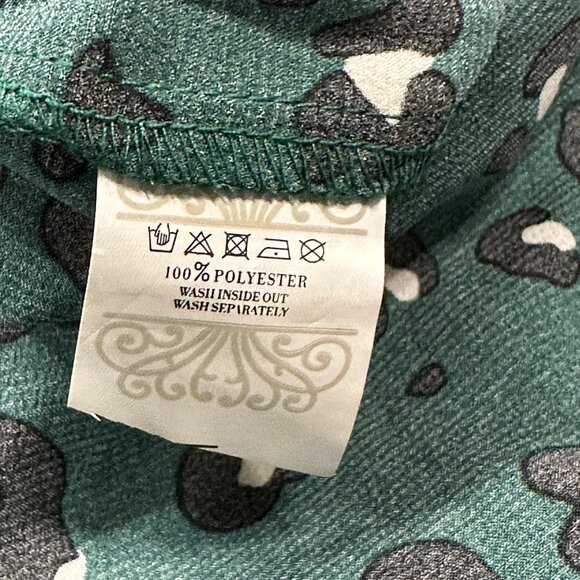 100% POLYESTER
WASH INSIDE OUT
WASH SEPARATELY